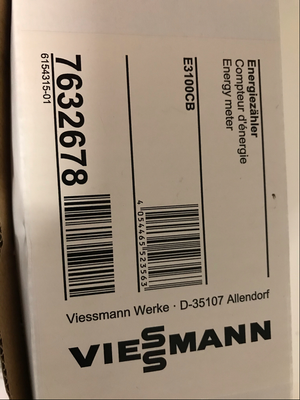 Energiezähler
Compteur d'énergie
Energy meter
E3100CB
7632678
6154315-01
4 054465 523563
Viessmann Werke · D-35107 Allendorf
VIESSMANN